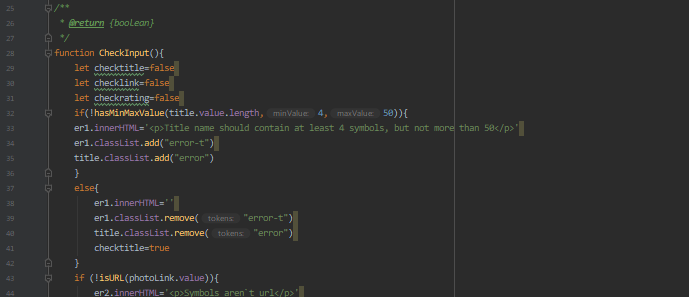 25 /**
26 * @return {boolean}
27 */
28 function CheckInput(){
29 let checktitle=false
30 let checklink=false
31 let checkrating=false
32 if(!hasMinMaxValue(title.value.length, minValue: 4, maxValue: 50)){
33 er1.innerHTML='<p>Title name should contain at least 4 symbols, but not more than 50</p>'
34 er1.classList.add("error-t")
35 title.classList.add("error")
36 }
37 else{
38 er1.innerHTML=''
39 er1.classList.remove( tokens: "error-t")
40 title.classList.remove( tokens: "error")
41 checktitle=true
42 }
43 if (!isURL(photoLink.value)){
44 er2.innerHTML='<p>Symbols aren`t url</p>'